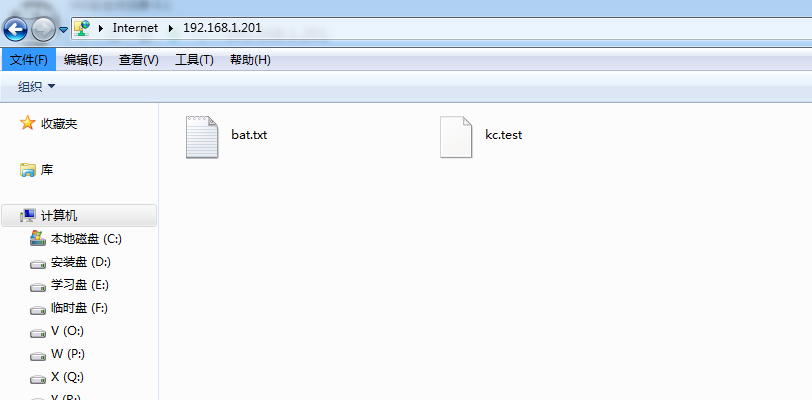 Internet 192.168.1.201
文件(F) 编辑(E) 查看(V) 工具(T) 帮助(H)
组织
收藏夹
库
计算机
本地磁盘 (C:)
安装盘 (D:)
学习盘 (E:)
临时盘 (F:)
V (O:)
W (P:)
X (Q:)
bat.txt
kc.test